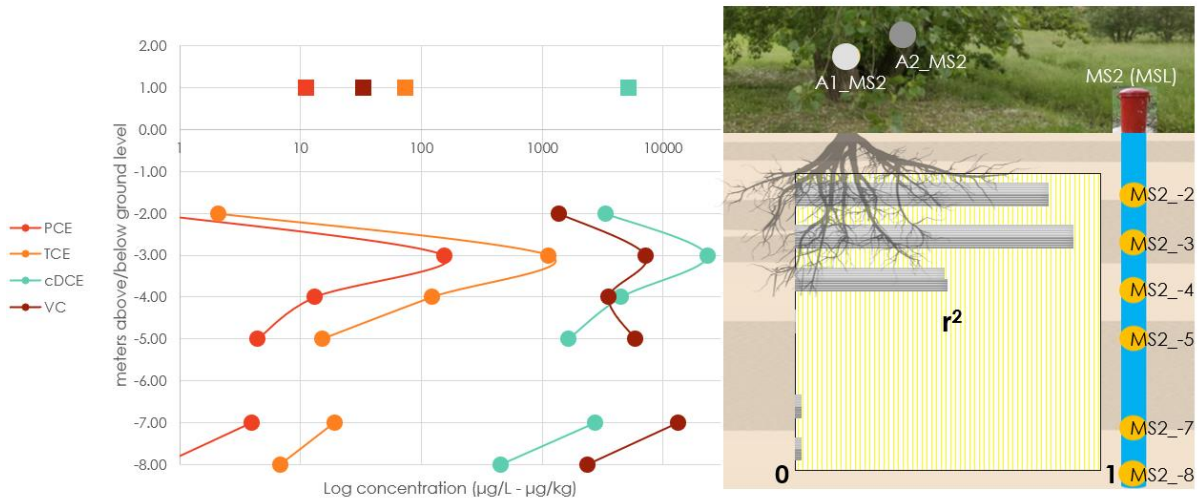 2.00
1.00
0.00
1
10
100
1000
10000
-1.00
-2.00
-3.00
-4.00
-5.00
-6.00
-7.00
-8.00
meters above/below ground level
Log concentration (µg/L - µg/kg)
PCE
TCE
cDCE
VC
A1_MS2
A2_MS2
MS2 (MSL)
MS2_-2
MS2_-3
MS2_-4
MS2_-5
MS2_-7
MS2_-8
r²
0
1